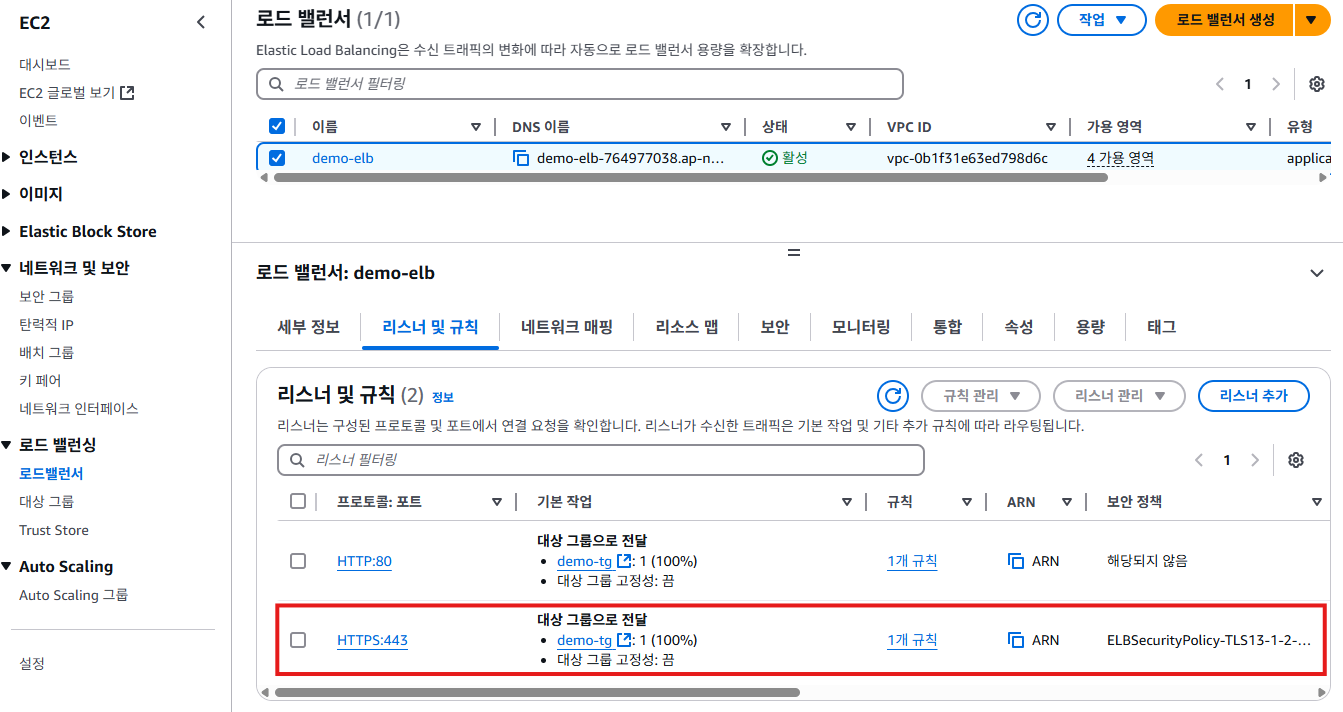 EC2
대시보드
EC2 글로벌 보기
이벤트
인스턴스
이미지
Elastic Block Store
네트워크 및 보안
보안 그룹
탄력적 IP
배치 그룹
키 페어
네트워크 인터페이스
로드 밸런싱
로드밸런서
대상 그룹
Trust Store
Auto Scaling
Auto Scaling 그룹
설정
로드 밸런서 (1/1)
작업
로드 밸런서 생성
Elastic Load Balancing은 수신 트래픽의 변화에 따라 자동으로 로드 밸런서 용량을 확장합니다.
로드 밸런서 필터링
1
이름 DNS 이름 상태 VPC ID 가용 영역 유형
demo-elb demo-elb-764977038.ap-n... 활성 vpc-0b1f31e63ed798d6c 4 가용 영역 applica
로드 밸런서: demo-elb
세부 정보 리스너 및 규칙 네트워크 매핑 리소스 맵 보안 모니터링 통합 속성 용량 태그
리스너 및 규칙 (2) 정보
규칙 관리 리스너 관리 리스너 추가
리스너는 구성된 프로토콜 및 포트에서 연결 요청을 확인합니다. 리스너가 수신한 트래픽은 기본 작업 및 기타 추가 규칙에 따라 라우팅됩니다.
리스너 필터링
1
프로토콜: 포트 기본 작업 규칙 ARN 보안 정책
대상 그룹으로 전달
HTTP:80 • demo-tg : 1 (100%) 1개 규칙 ARN 해당되지 않음
• 대상 그룹 고정성: 끔
대상 그룹으로 전달
HTTPS:443 • demo-tg : 1 (100%) 1개 규칙 ARN ELBSecurityPolicy-TLS13-1-2-...
• 대상 그룹 고정성: 끔